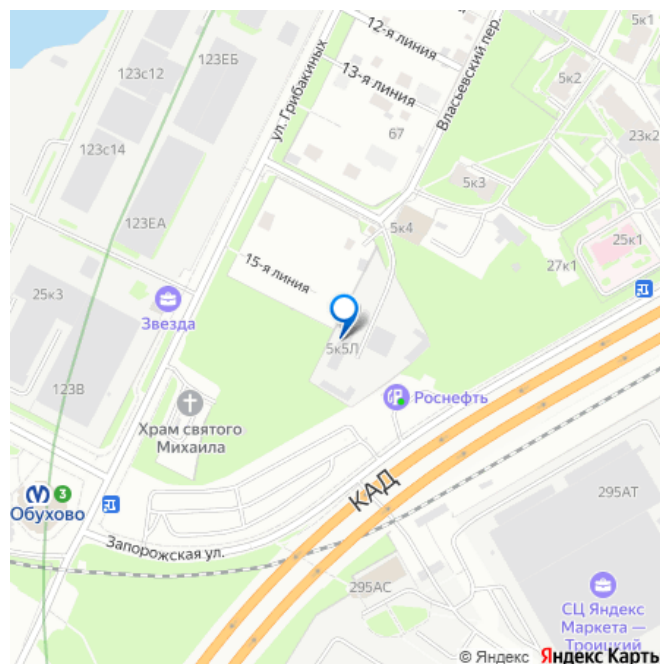 12-я линия
5к1
123ЕБ
123с12
5к2
13-я линия
ул. Грибакиных
Власьевский пер.
67
23к2
123с14
5к3
123ЕА
5к4
25к1
27к1
15-я линия
25к3
Звезда
5к5Л
123В
Роснефть
Храм святого
Михаила
КАД
3
Обухово
295АТ
Запорожская ул.
295АС
СЦ Яндекс
Маркета —
Троицкий
© Яндекс Яндекс Карть